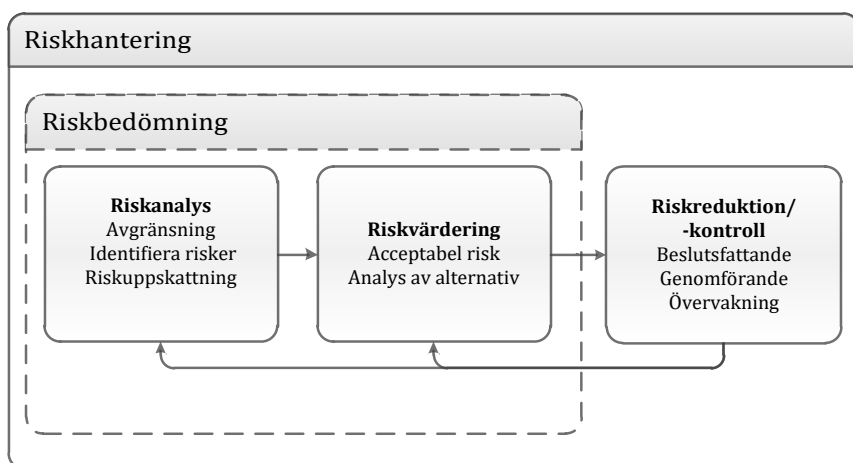 Riskhantering
Riskbedömning
Riskanalys
Avgränsning
Identifiera risker
Riskuppskattning
Riskvärdering
Acceptabel risk
Analys av alternativ
Riskreduktion/
-kontroll
Beslutsfattande
Genomförande
Övervakning